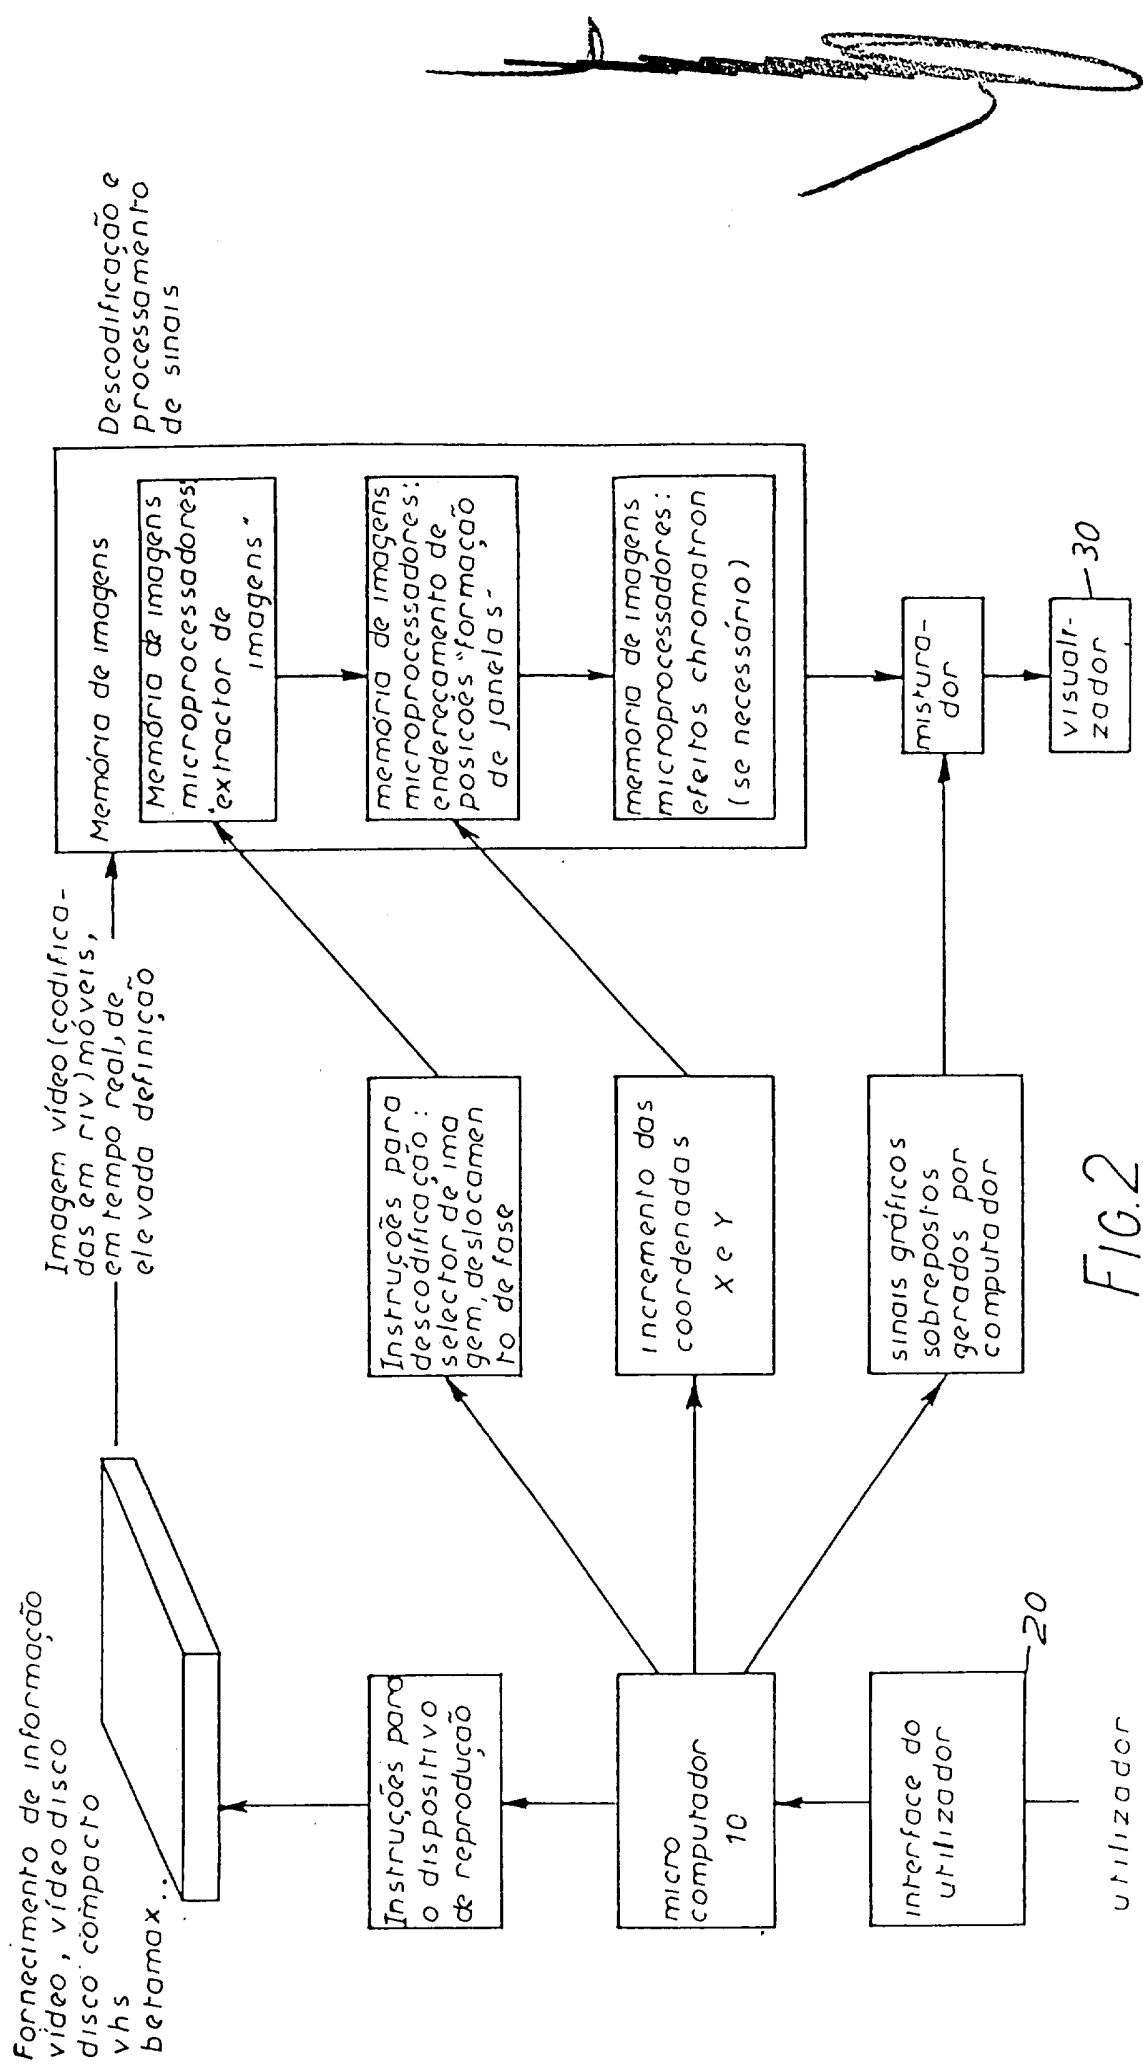 Fornecimento de informação
vídeo, vídeo disco
disco compacto
vhs
betamax..
Imagem vídeo (codifica-
das em riv) móveis,
em tempo real, de
elevada definição
Descodificação e
processamento
de sinais
Memória de imagens
Memória de imagens
microprocessadores:
"extractor de
imagens"
memória de imagens
microprocessadores:
endereçamento de
posicões "formação
de janelas"
memória de imagens
microprocessadores:
efeitos chromatron
(se necessário)
Instruções para
o dispositivo
de reprodução
Instruções para
descodificação:
selector de ima
gem, deslocamen
to de fase
micro
computador
10
incremento das
coordenadas
X e Y
interface do
utilizador
20
sinais gráficos
sobrepostos
gerados por
computador
mistura-
dor
visuali-
zador
30
utilizador
FIG.2